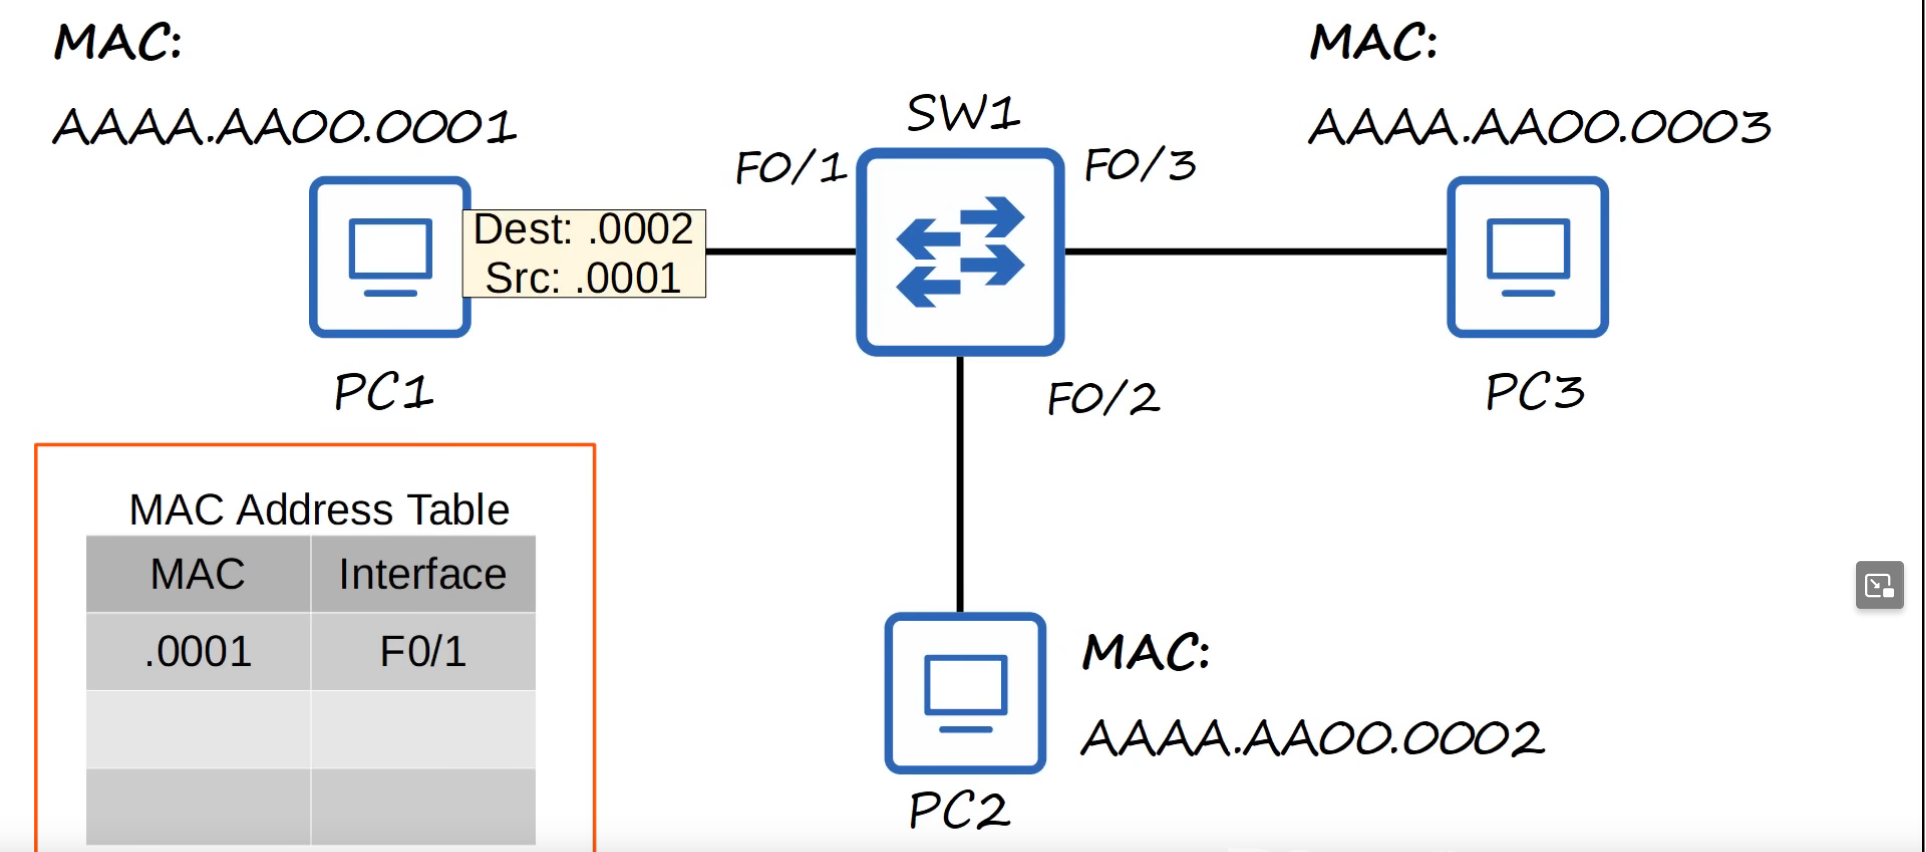 MAC:
AAAA.AA00.0001
MAC:
AAAA.AA00.0003
SW1
F0/1
F0/3
Dest: .0002
Src: .0001
PC1
F0/2
PC3
MAC Address Table
MAC Interface
.0001 F0/1
MAC:
AAAA.AA00.0002
PC2